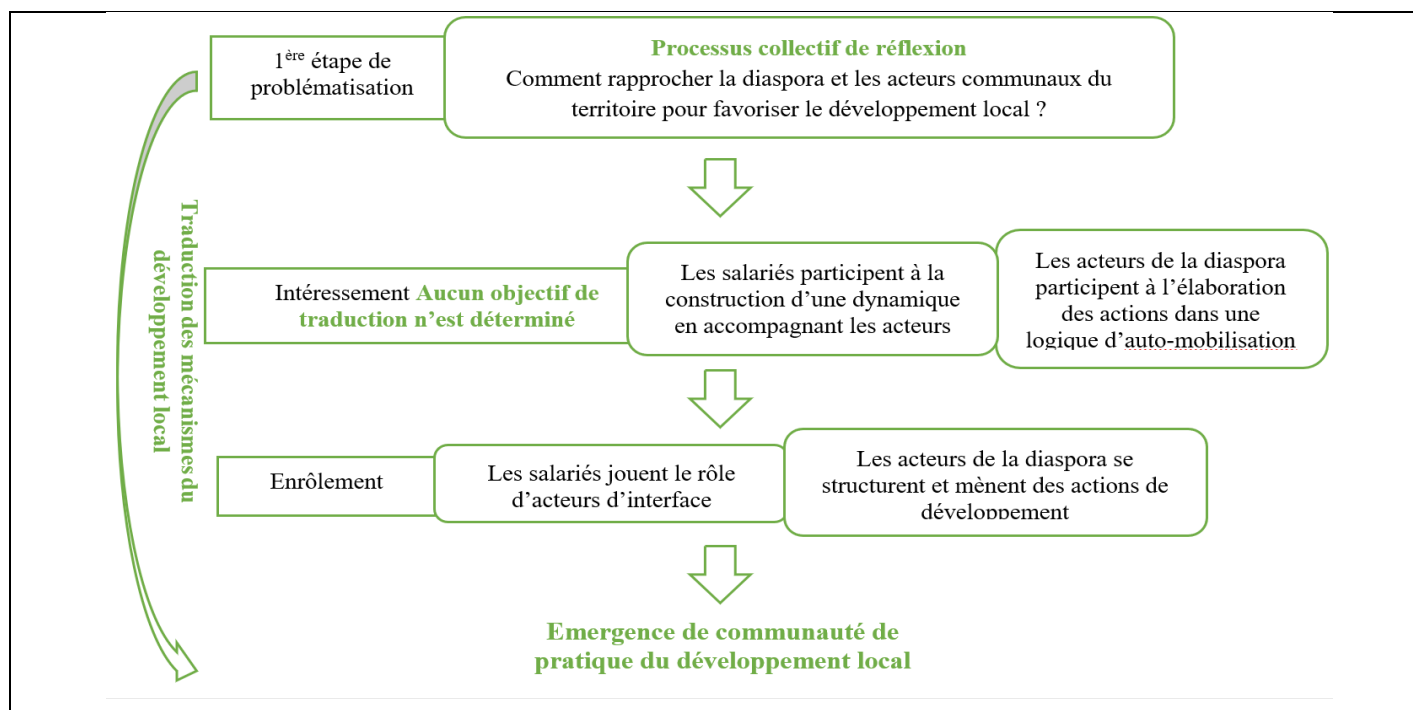 1ère étape de
problématisation
Processus collectif de réflexion
Comment rapprocher la diaspora et les acteurs communaux du
territoire pour favoriser le développement local ?
Traduction des mécanismes du
développement local
Intéressement Aucun objectif de
traduction n’est déterminé
Les salariés participent à la
construction d’une dynamique
en accompagnant les acteurs
Les acteurs de la diaspora
participent à l’élaboration
des actions dans une
logique d’auto-mobilisation
Enrôlement
Les salariés jouent le rôle
d’acteurs d’interface
Les acteurs de la diaspora se
structurent et mènent des actions de
développement
Emergence de communauté de
pratique du développement local